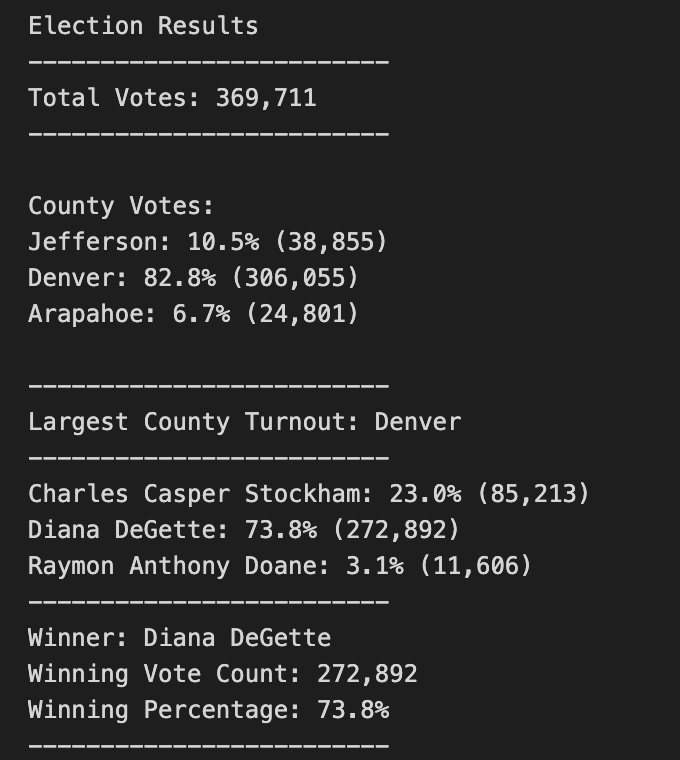 Election Results
-------------------------
Total Votes: 369,711
-------------------------
County Votes:
Jefferson: 10.5% (38,855)
Denver: 82.8% (306,055)
Arapahoe: 6.7% (24,801)
-------------------------
Largest County Turnout: Denver
-------------------------
Charles Casper Stockham: 23.0% (85,213)
Diana DeGette: 73.8% (272,892)
Raymon Anthony Doane: 3.1% (11,606)
-------------------------
Winner: Diana DeGette
Winning Vote Count: 272,892
Winning Percentage: 73.8%
-------------------------